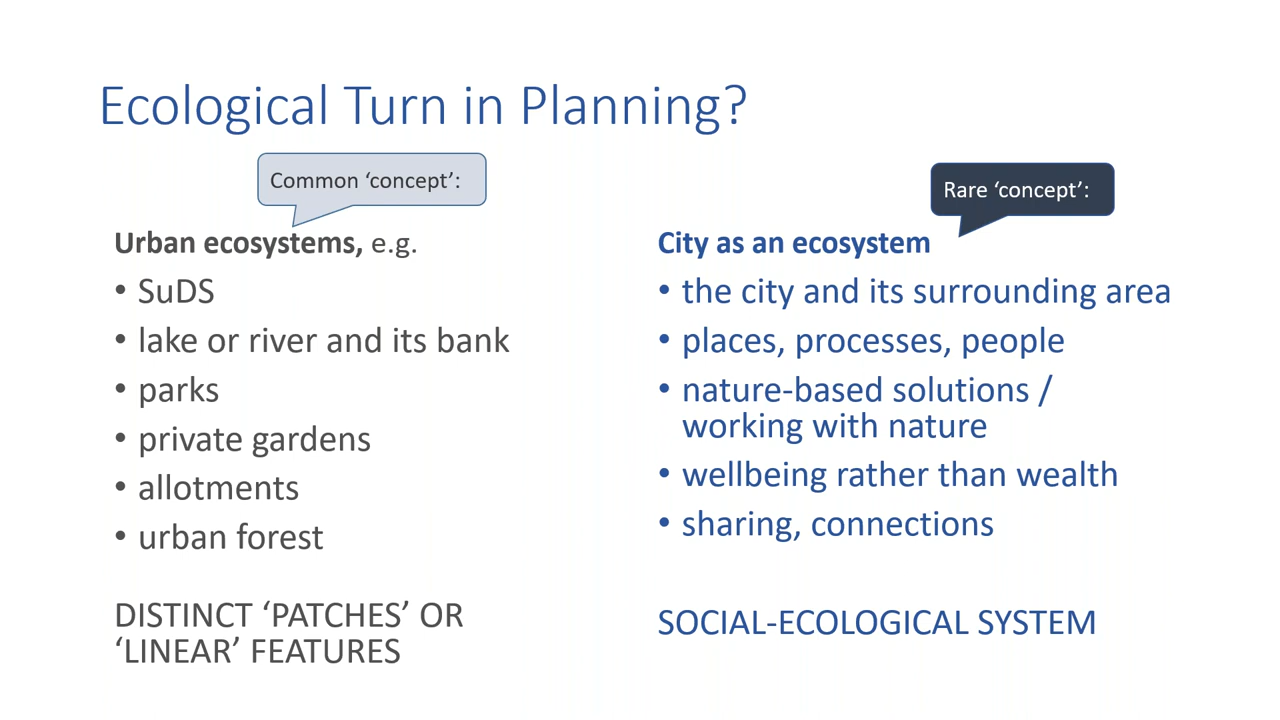 Ecological Turn in Planning?
Common ‘concept’:
Urban ecosystems, e.g.
• SuDS
• lake or river and its bank
• parks
• private gardens
• allotments
• urban forest
DISTINCT ‘PATCHES’ OR
‘LINEAR’ FEATURES
Rare ‘concept’:
City as an ecosystem
• the city and its surrounding area
• places, processes, people
• nature-based solutions /
working with nature
• wellbeing rather than wealth
• sharing, connections
SOCIAL-ECOLOGICAL SYSTEM